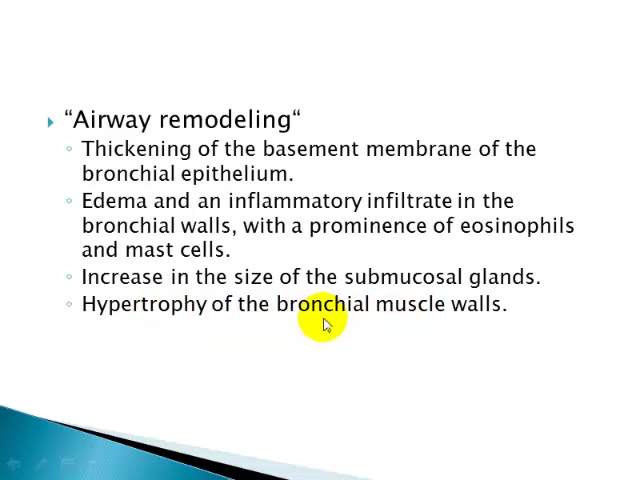 “Airway remodeling“
Thickening of the basement membrane of the
bronchial epithelium.
Edema and an inflammatory infiltrate in the
bronchial walls, with a prominence of eosinophils
and mast cells.
Increase in the size of the submucosal glands.
Hypertrophy of the bronchial muscle walls.